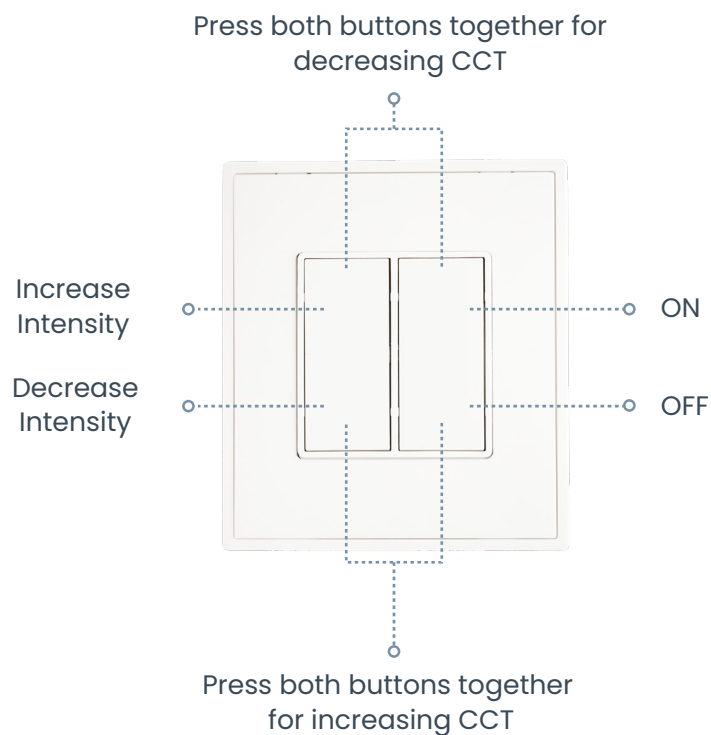 Press both buttons together for
decreasing CCT
Increase
Intensity
ON
Decrease
Intensity
OFF
Press both buttons together
for increasing CCT